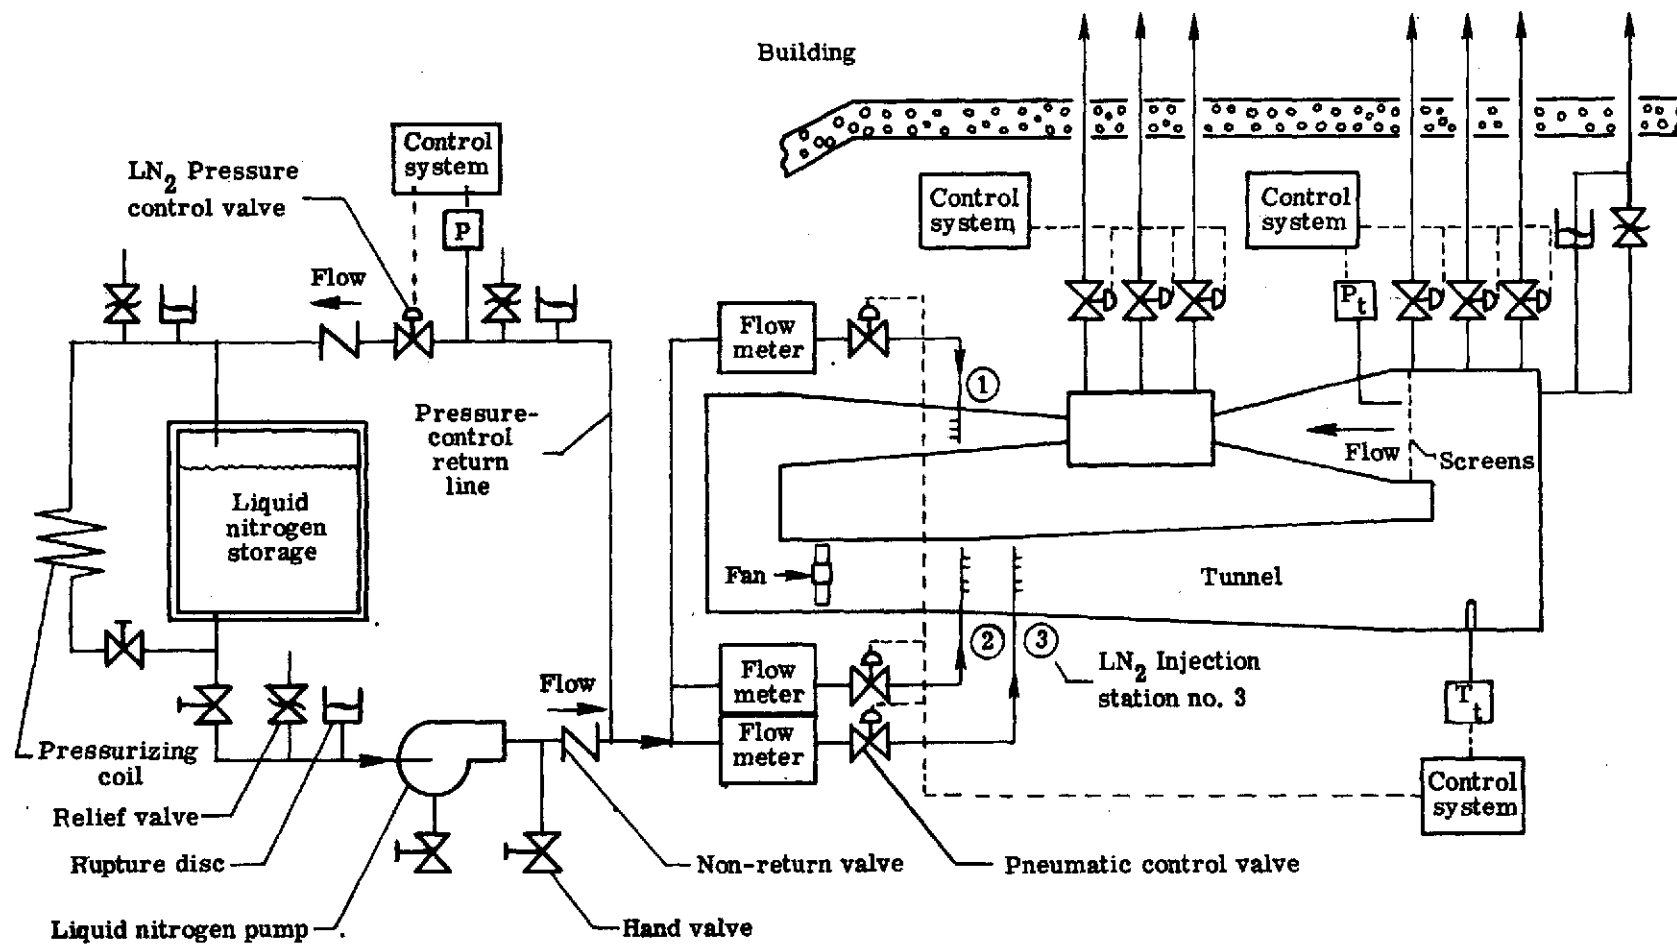 Building
Control
system
LN2 Pressure
control valve
P
Flow
Control
system
Control
system
Pt
Flow
meter
1
Pressure-
control
return
line
Flow
Screens
Liquid
nitrogen
storage
Fan
Tunnel
2
3
LN2 Injection
station no. 3
Flow
meter
Flow
Flow
meter
Tt
Pressurizing
coil
Control
system
Relief valve
Rupture disc
Non-return valve
Pneumatic control valve
Liquid nitrogen pump
Hand valve